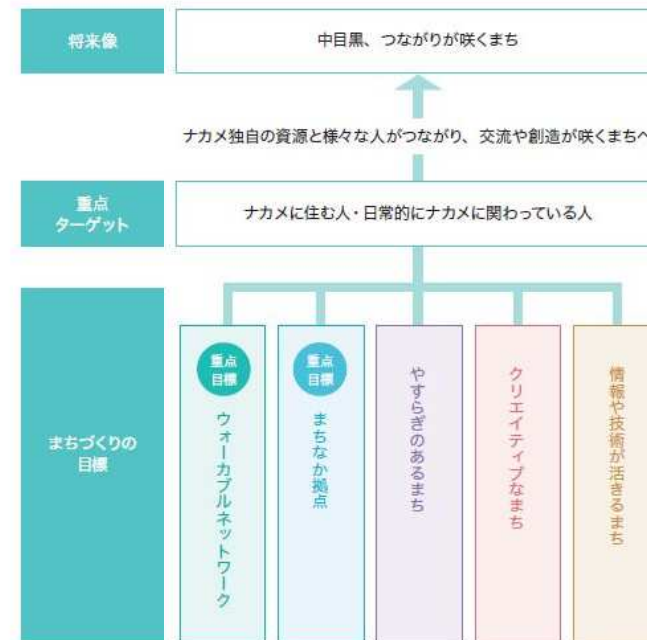 将来像
中目黒、つながりが咲くまち
ナカメ独自の資源と様々な人がつながり、交流や創造が咲くまちへ
重点
ターゲット
ナカメに住む人・日常的にナカメに関わっている人
まちづくりの
目標
重点
目標
ウォーカブルネットワーク
重点
目標
まちなか拠点
やすらぎのあるまち
クリエイティブなまち
情報や技術が活きるまち